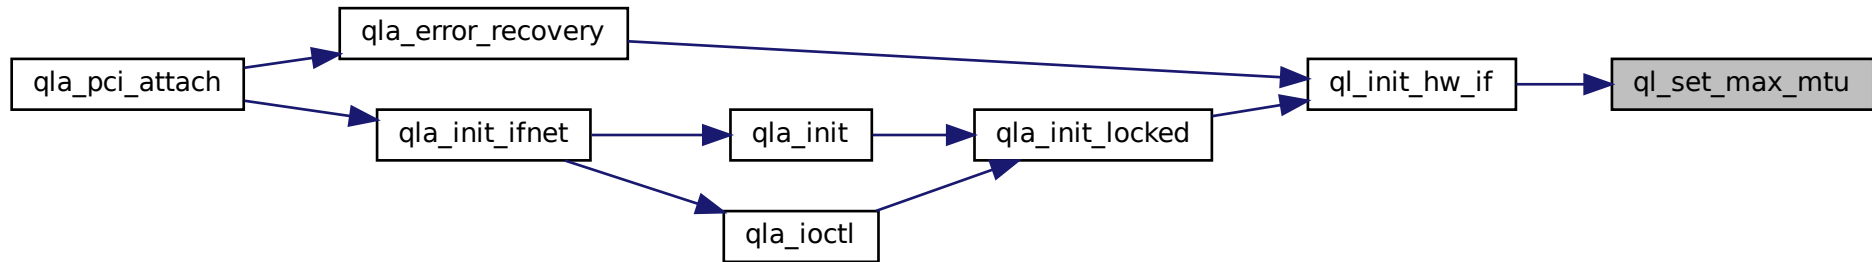 qla_pci_attach
qla_error_recovery
qla_init_ifnet
qla_init
qla_ioctl
qla_init_locked
ql_init_hw_if
ql_set_max_mtu